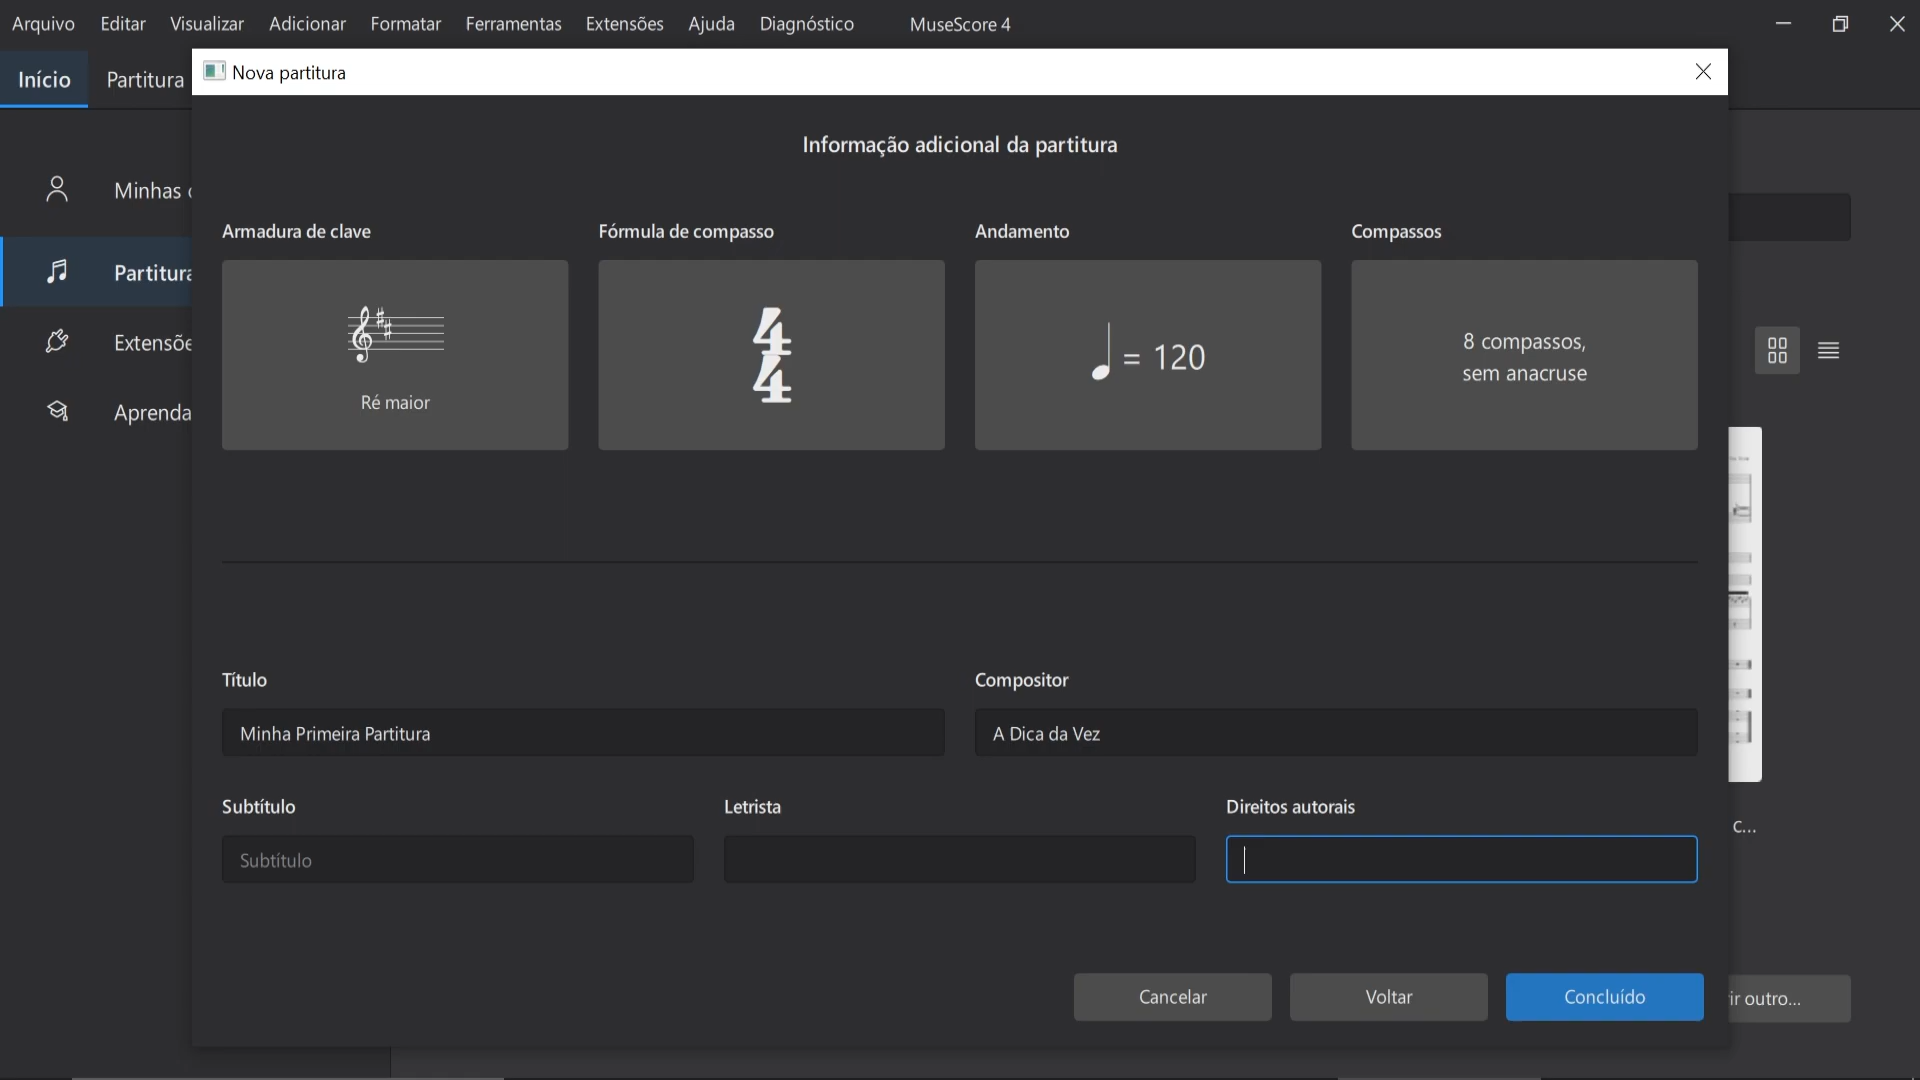 Arquivo Editar Visualizar Adicionar Formatar Ferramentas Extensões Ajuda Diagnóstico MuseScore 4
Início Partitura
Nova partitura
Informação adicional da partitura
Minhas
Partitura
Extensõe
Aprenda
Armadura de clave Fórmula de compasso Andamento Compassos
Ré maior
4
4
= 120
8 compassos,
sem anacruse
Título Compositor
Minha Primeira Partitura A Dica da Vez
Subtítulo Letrista Direitos autorais
Subtítulo
c...
Cancelar Voltar Concluído
ir outro...